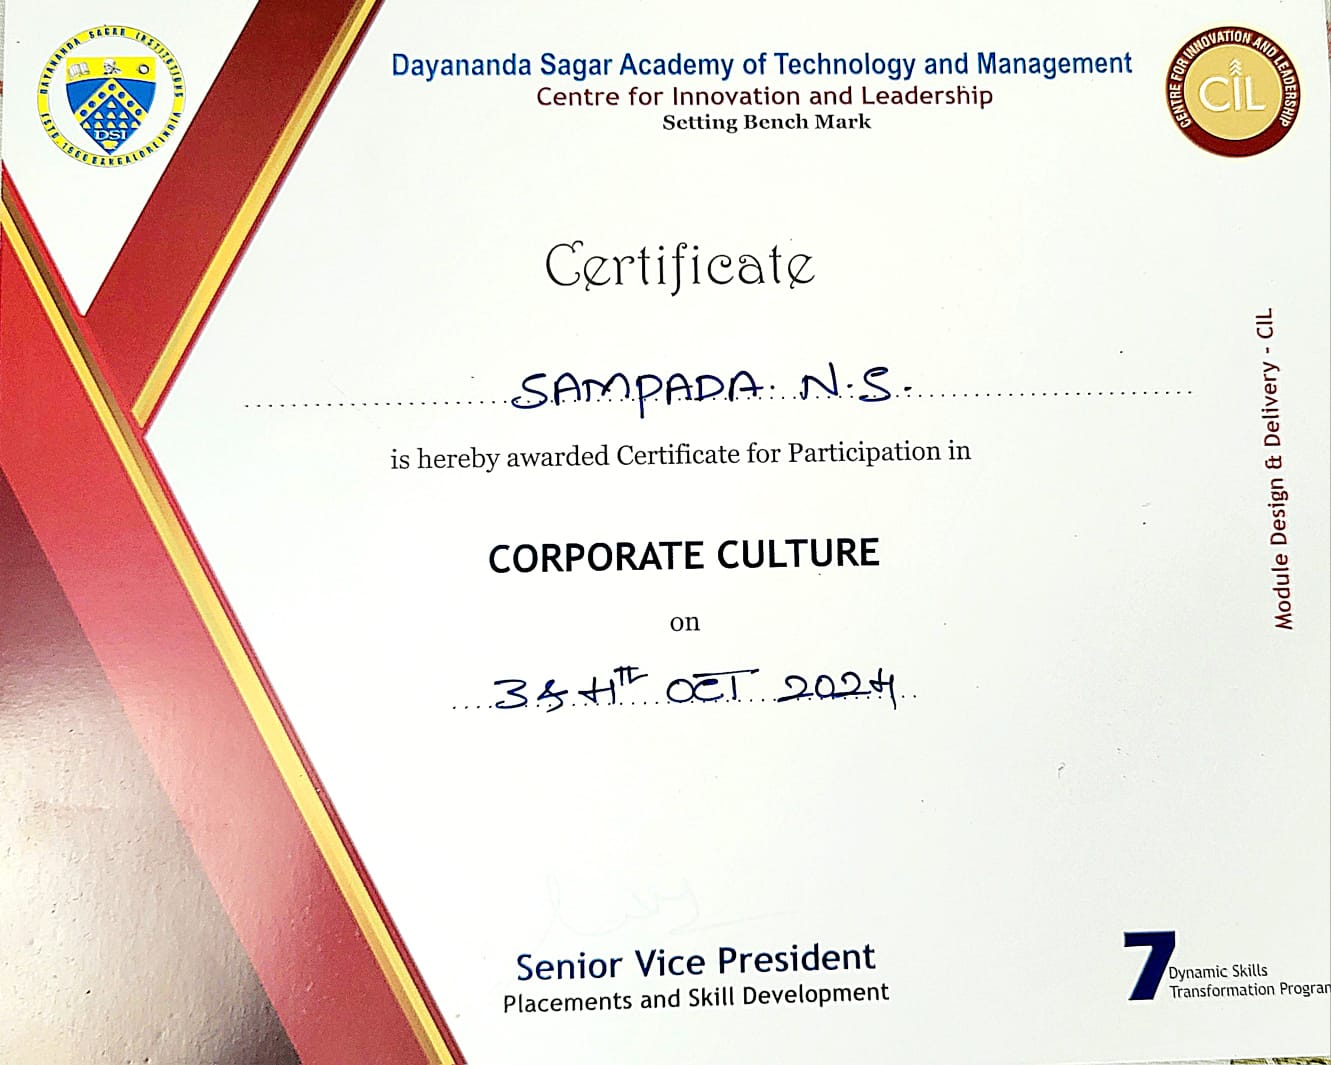 DAYANANDA SAGAR INSTITUTIONS
ESTD 1960 BANGALORE INDIA
DSI
Dayananda Sagar Academy of Technology and Management
Centre for Innovation and Leadership
Setting Bench Mark
CENTRE FOR INNOVATION AND LEADERSHIP
CIL
Certificate
SAMPADA. N.S.
is hereby awarded Certificate for Participation in
CORPORATE CULTURE
on
3 & 4th OCT 2024
Module Design & Delivery - CIL
Senior Vice President
Placements and Skill Development
7
Dynamic Skills
Transformation Program